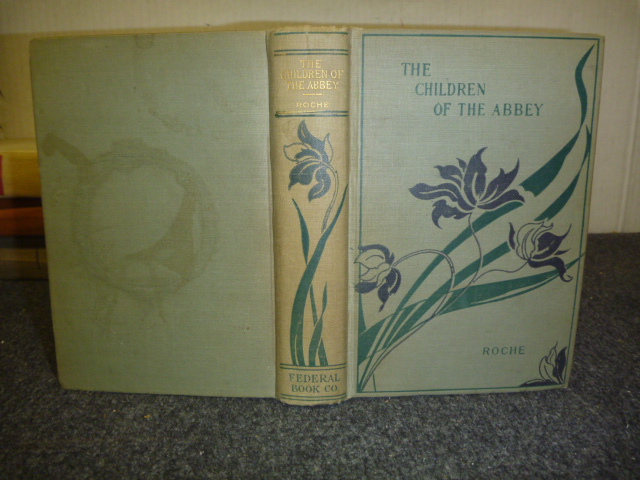 THE
CHILDREN OF
THE ABBEY
ROCHE
FEDERAL
BOOK CO.
THE
CHILDREN
OF THE ABBEY
ROCHE